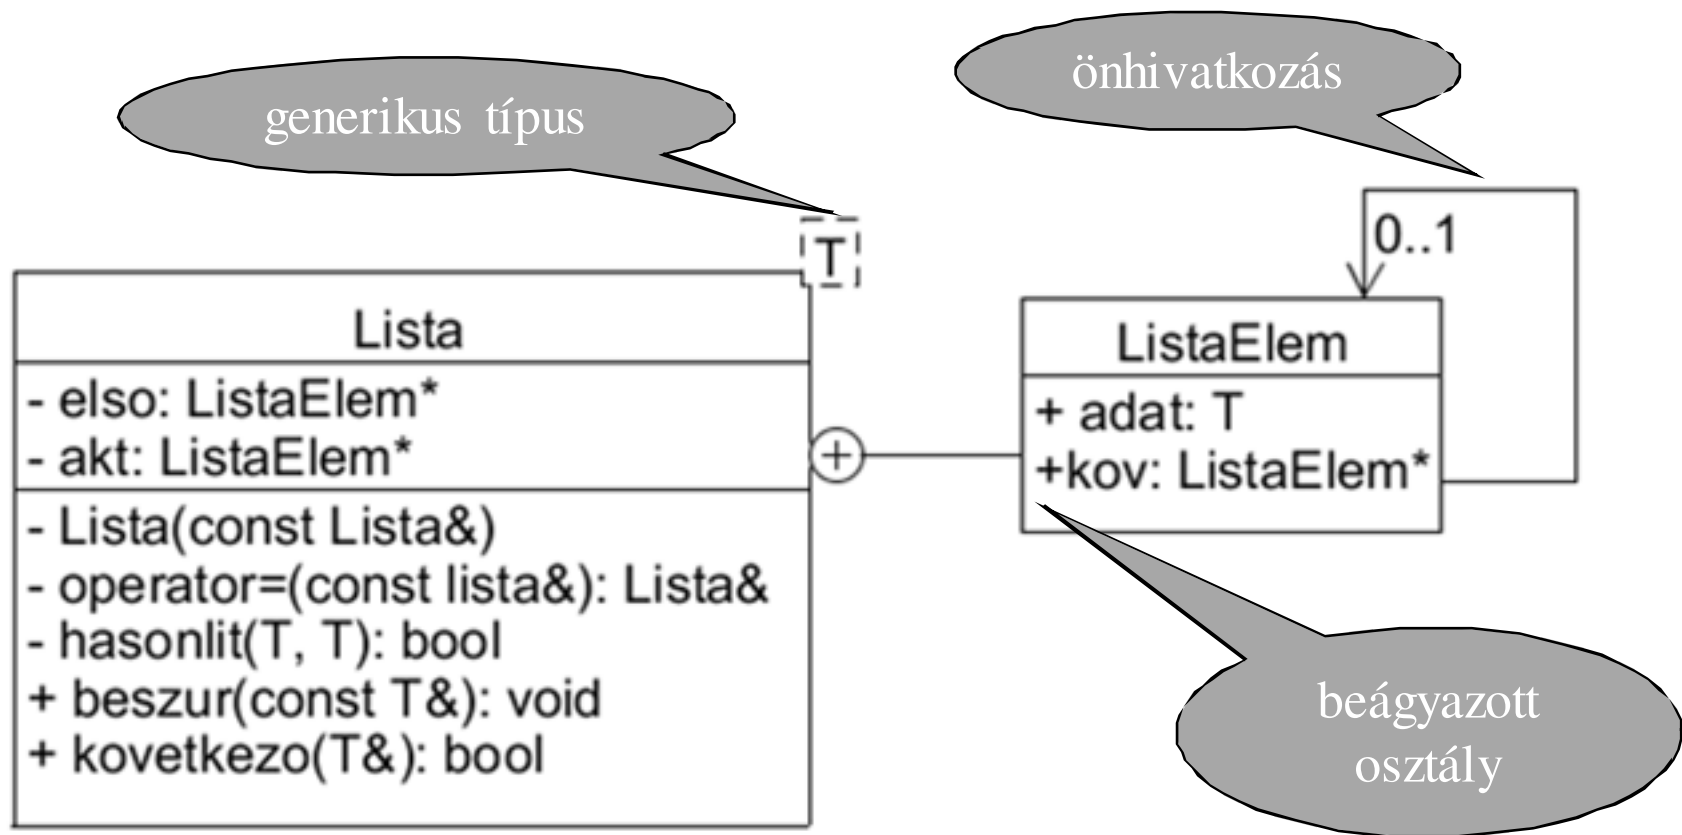 generikus típus
önhivatkozás
T
Lista
- elso: ListaElem*
- akt: ListaElem*
- Lista(const Lista&)
- operator=(const lista&): Lista&
- hasonlit(T, T): bool
+ beszur(const T&): void
+ kovetkezo(T&): bool
+
0..1
ListaElem
+ adat: T
+kov: ListaElem*
beágyazott
osztály